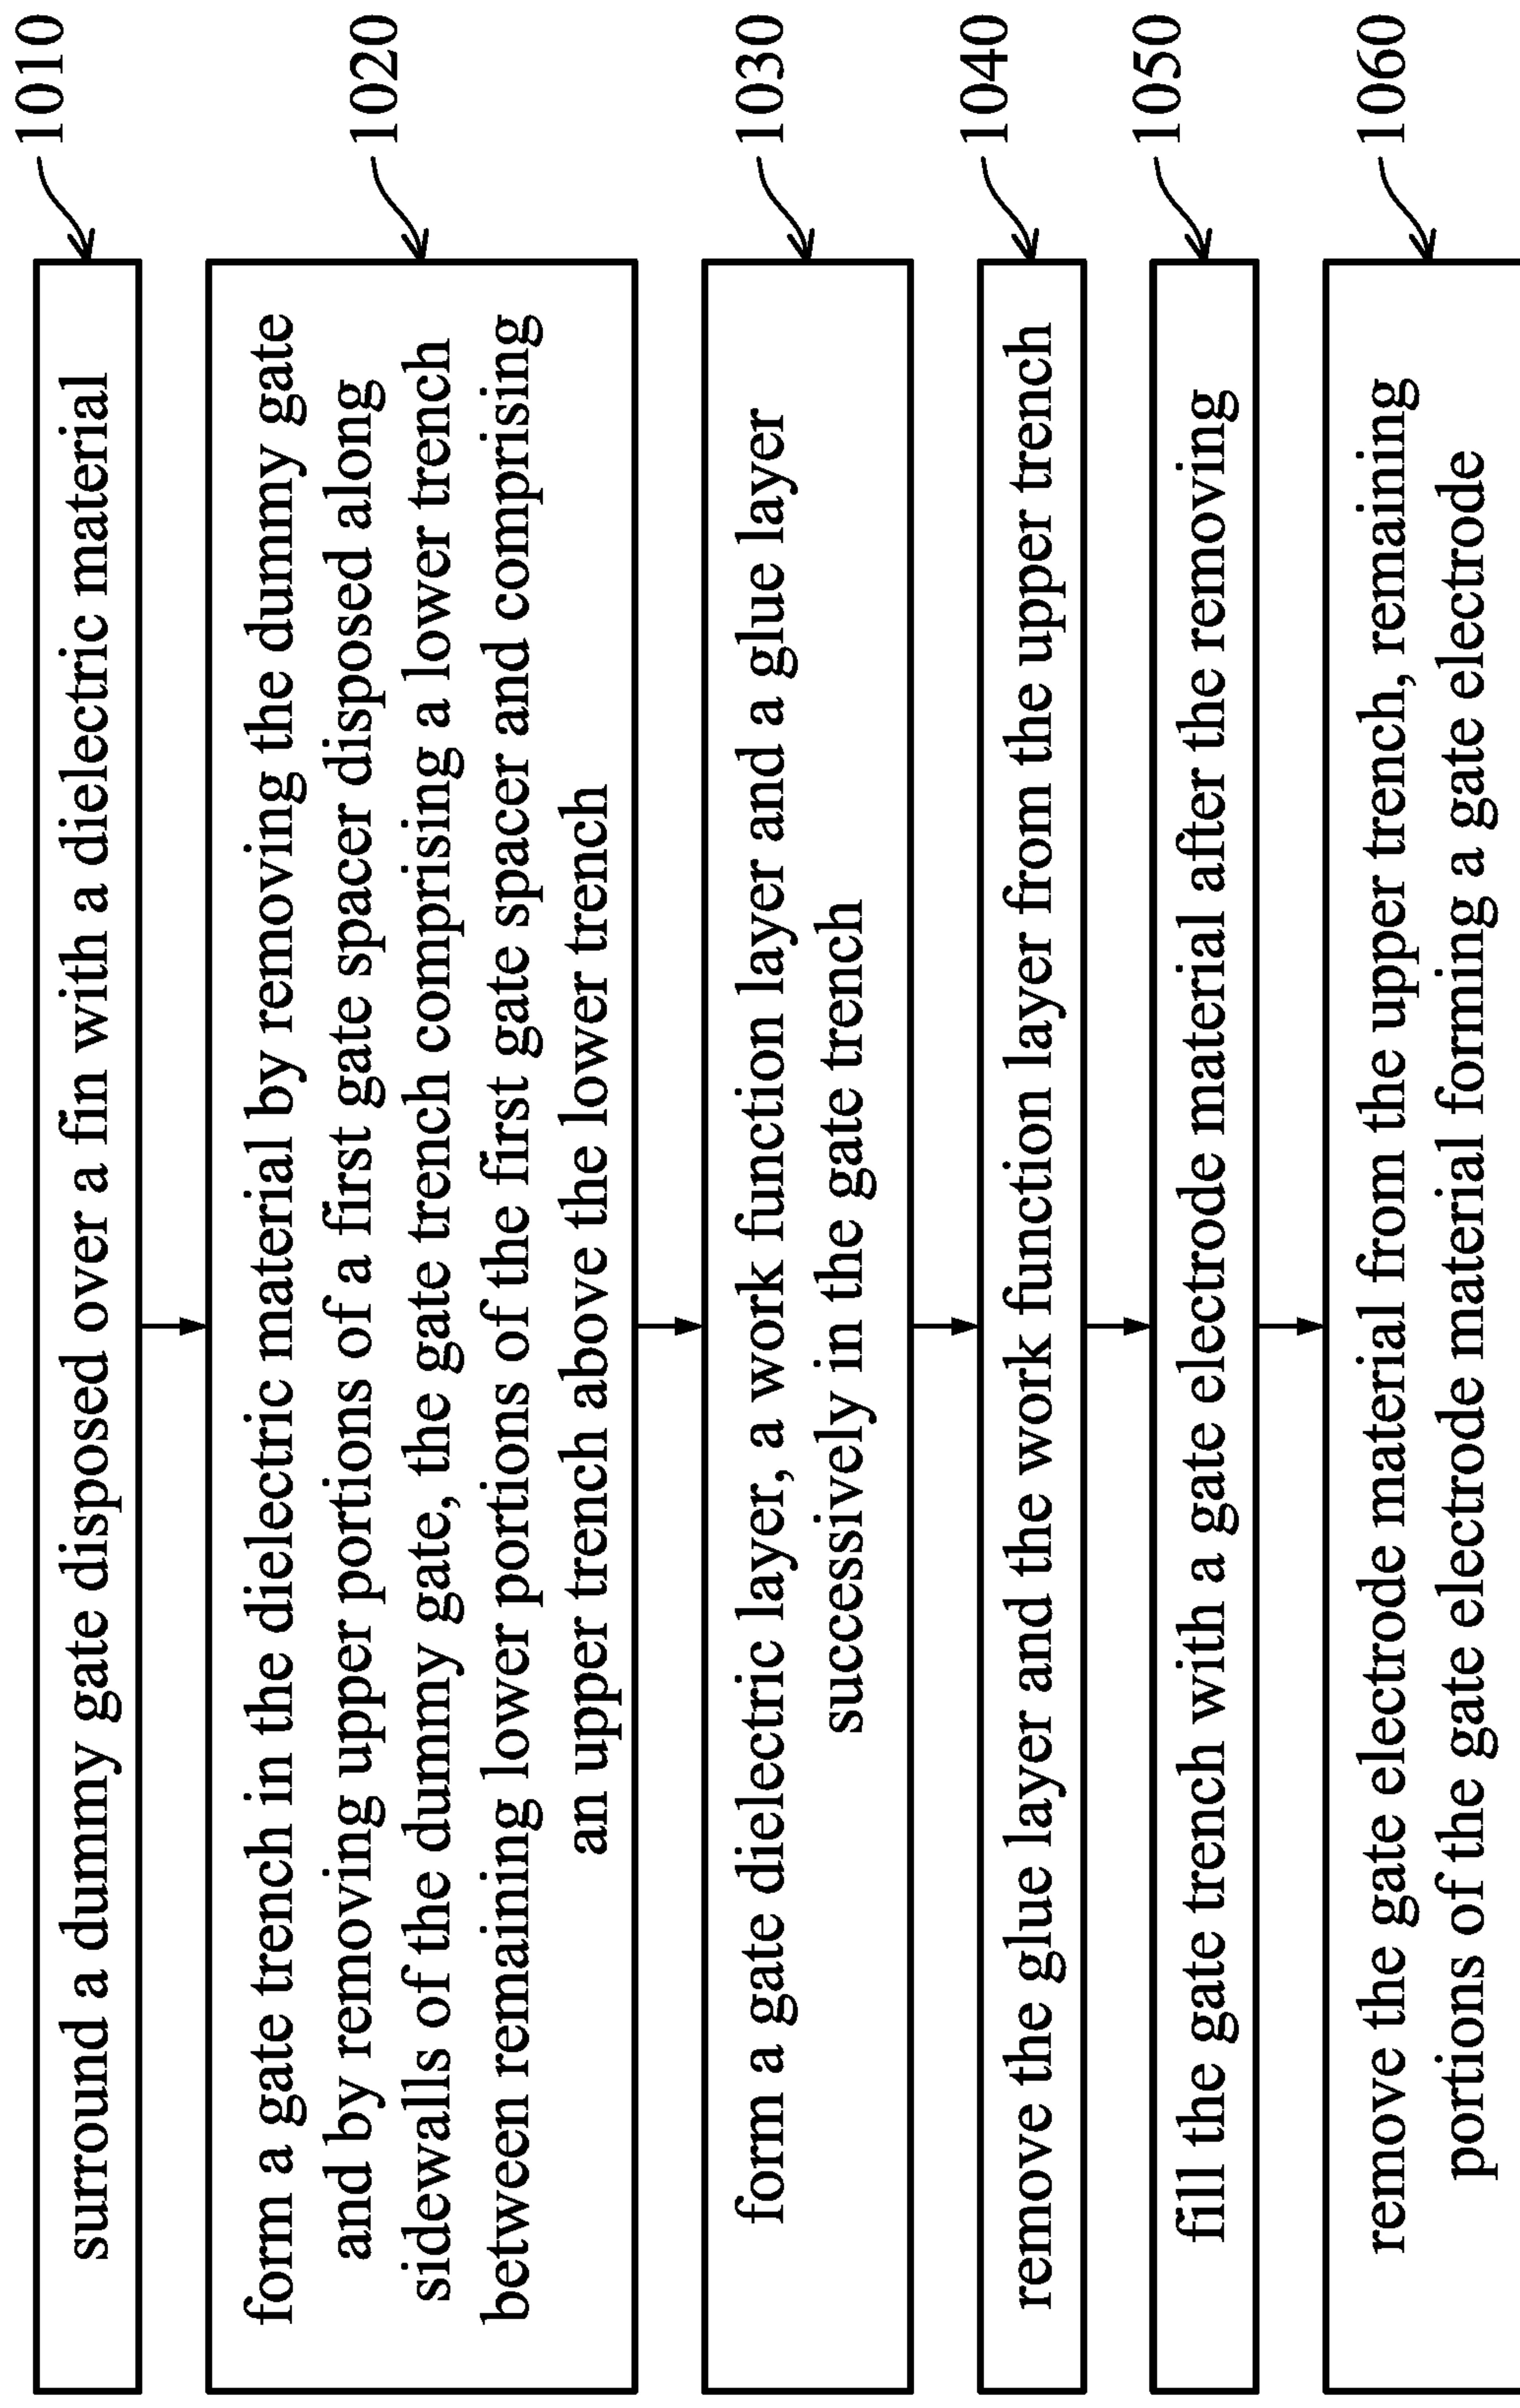 1010
surround a dummy gate disposed over a fin with a dielectric material
1020
form a gate trench in the dielectric material by removing the dummy gate
and by removing upper portions of a first gate spacer disposed along
sidewalls of the dummy gate, the gate trench comprising a lower trench
between remaining lower portions of the first gate spacer and comprising
an upper trench above the lower trench
1030
form a gate dielectric layer, a work function layer and a glue layer
successively in the gate trench
1040
remove the glue layer and the work function layer from the upper trench
1050
fill the gate trench with a gate electrode material after the removing
1060
remove the gate electrode material from the upper trench, remaining
portions of the gate electrode material forming a gate electrode